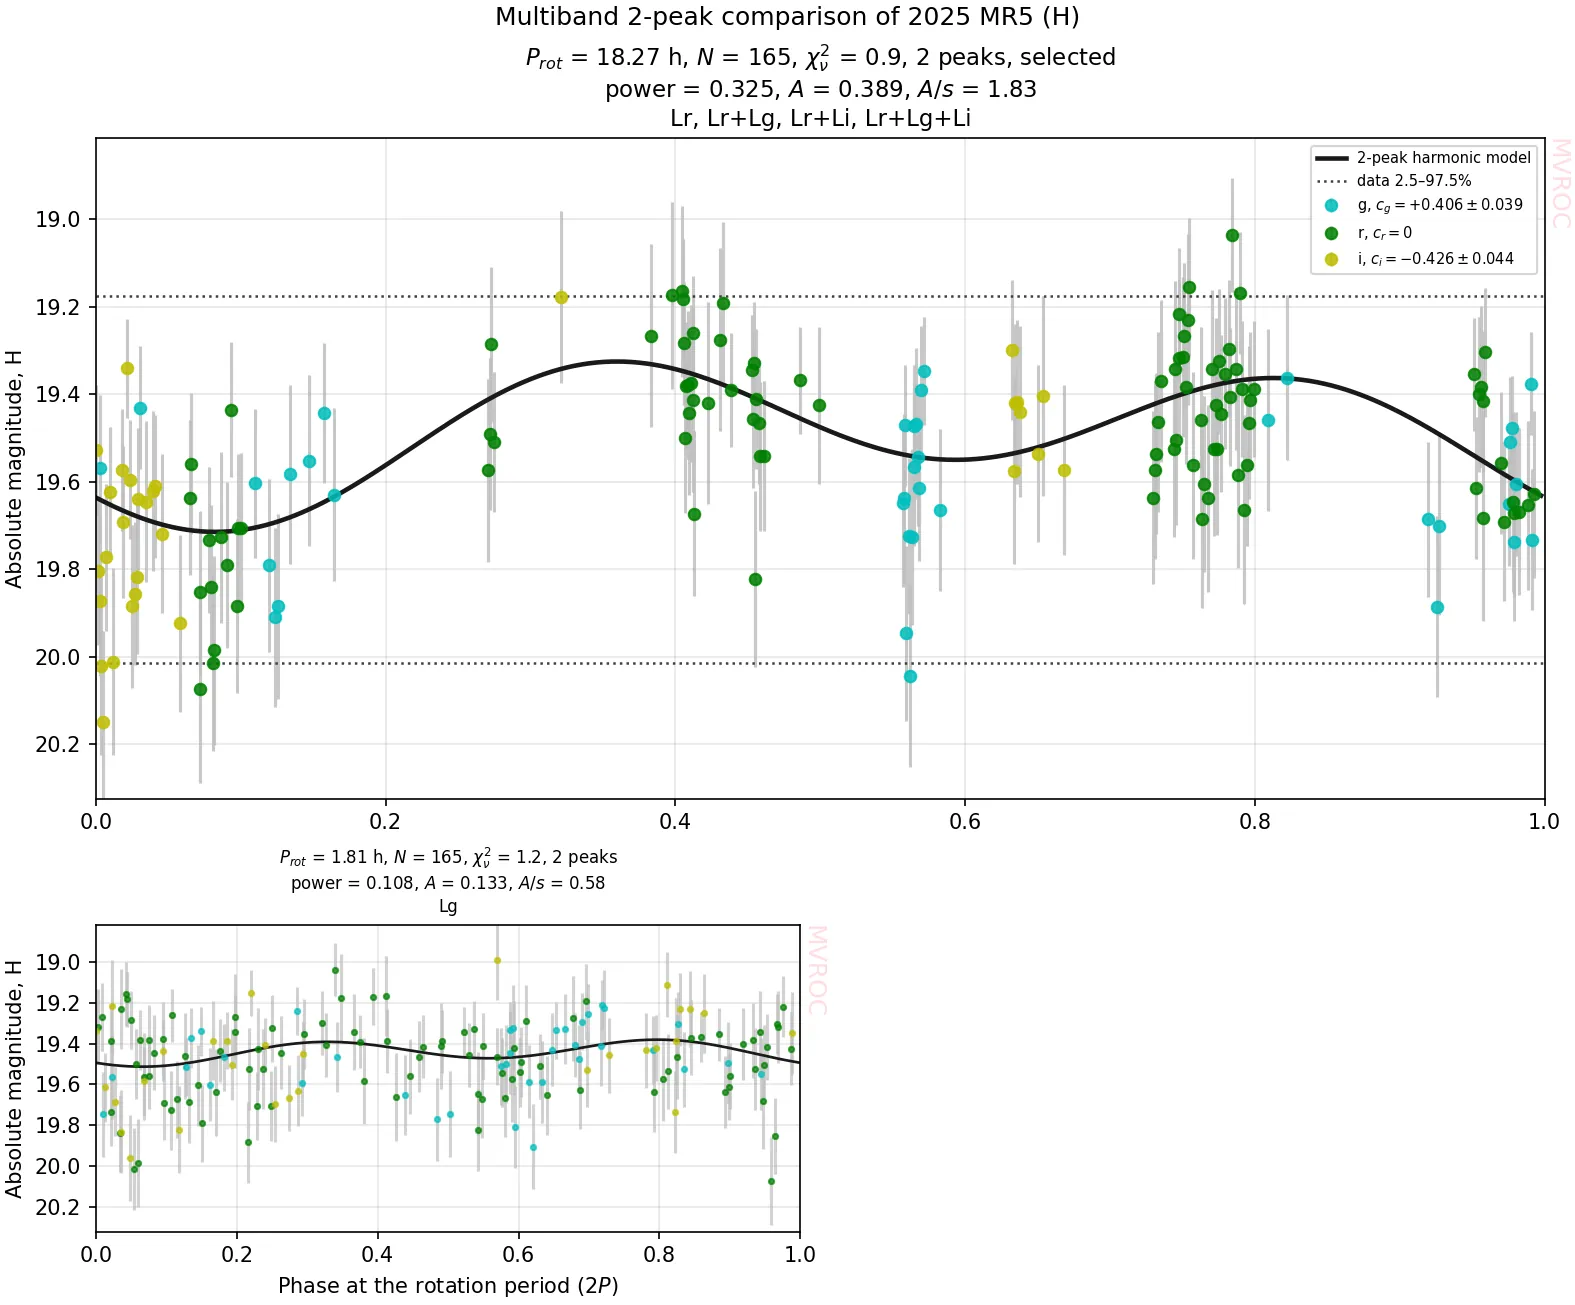 Multiband 2-peak comparison of 2025 MR5 (H)
P_rot = 18.27 h, N = 165, χ²_ν = 0.9, 2 peaks, selected
power = 0.325, A = 0.389, A/s = 1.83
Lr, Lr+Lg, Lr+Li, Lr+Lg+Li
2-peak harmonic model
data 2.5–97.5%
g, c_g = +0.406 ± 0.039
r, c_r = 0
i, c_i = −0.426 ± 0.044
MVROC
Absolute magnitude, H
19.0
19.2
19.4
19.6
19.8
20.0
20.2
0.0 0.2 0.4 0.6 0.8 1.0
P_rot = 1.81 h, N = 165, χ²_ν = 1.2, 2 peaks
power = 0.108, A = 0.133, A/s = 0.58
Lg
MVROC
Absolute magnitude, H
19.0
19.2
19.4
19.6
19.8
20.0
20.2
0.0 0.2 0.4 0.6 0.8 1.0
Phase at the rotation period (2P)